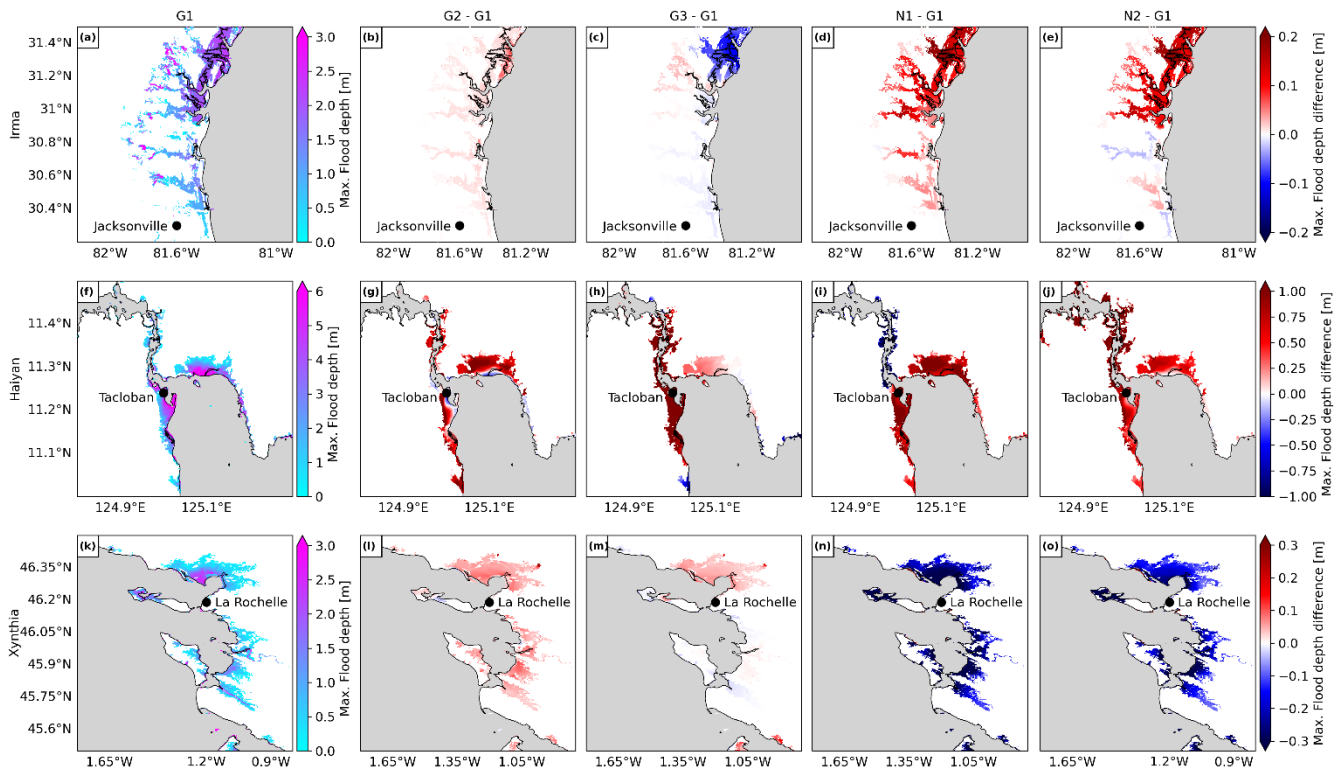 G1 G2 - G1 G3 - G1 N1 - G1 N2 - G1
Irma
31.4°N
31.2°N
31.0°N
30.8°N
30.6°N
30.4°N
(a) (b) (c) (d) (e)
Jacksonville Jacksonville Jacksonville Jacksonville Jacksonville
3.0
2.5
2.0
1.5
1.0
0.5
0.0
Max. Flood depth [m]
0.2
0.1
0.0
−0.1
−0.2
Max. Flood depth difference [m]
82°W 81.6°W 81°W 82°W 81.6°W 81.2°W 82°W 81.6°W 81.2°W 82°W 81.6°W 81.2°W 82°W 81.6°W 81°W
Haiyan
11.4°N
11.3°N
11.2°N
11.1°N
(f) (g) (h) (i) (j)
Tacloban Tacloban Tacloban Tacloban Tacloban
6
5
4
3
2
1
0
Max. Flood depth [m]
1.00
0.75
0.50
0.25
0.00
−0.25
−0.50
−0.75
−1.00
Max. Flood depth difference [m]
124.9°E 125.1°E 124.9°E 125.1°E 124.9°E 125.1°E 124.9°E 125.1°E 124.9°E 125.1°E
Xynthia
46.35°N
46.2°N
46.05°N
45.9°N
45.75°N
45.6°N
(k) (l) (m) (n) (o)
La Rochelle La Rochelle La Rochelle La Rochelle La Rochelle
3.0
2.5
2.0
1.5
1.0
0.5
0.0
Max. Flood depth [m]
0.3
0.2
0.1
0.0
−0.1
−0.2
−0.3
Max. Flood depth difference [m]
1.65°W 1.2°W 0.9°W 1.65°W 1.35°W 1.05°W 1.65°W 1.35°W 1.05°W 1.65°W 1.35°W 1.05°W 1.65°W 1.2°W 0.9°W